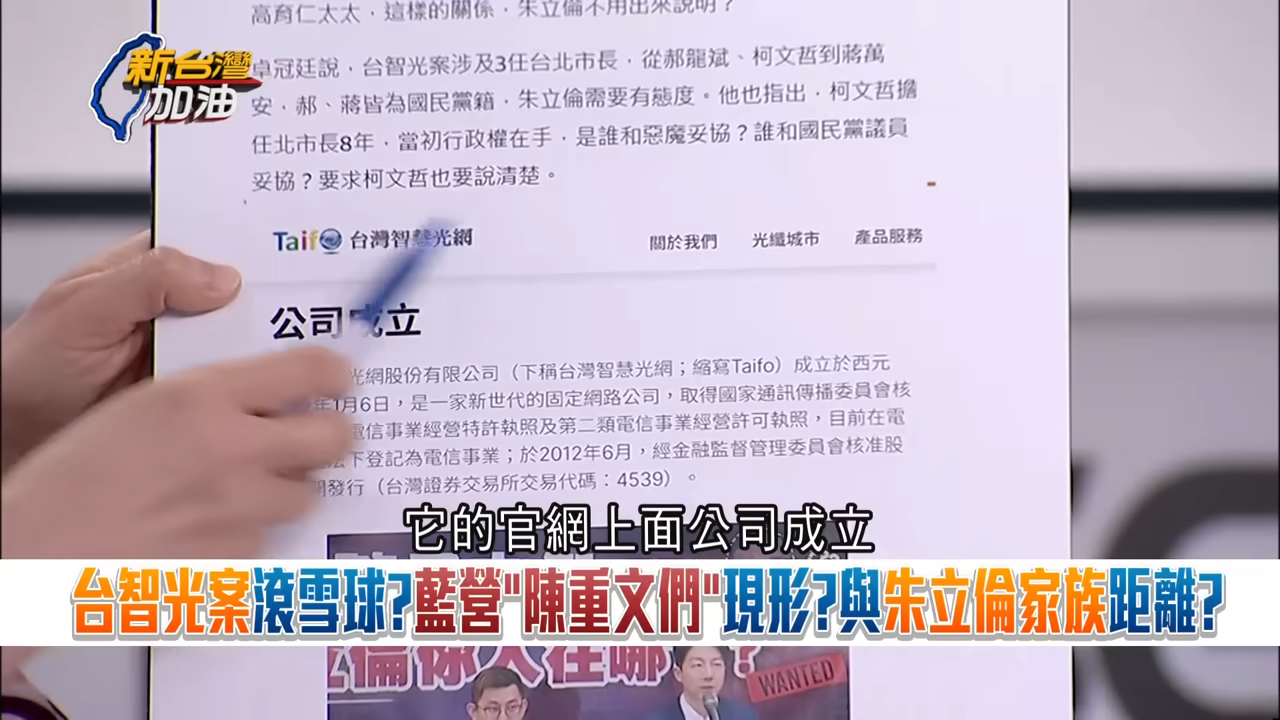 高育仁太太，這樣的關係，朱立倫不用出來說明？
新台灣
加油
卓冠廷說，台智光案涉及3任台北市長，從郝龍斌、柯文哲到蔣萬
安，郝、蔣皆為國民黨籍，朱立倫需要有態度。他也指出，柯文哲擔
任北市長8年，當初行政權在手，是誰和惡魔妥協？誰和國民黨議員
妥協？要求柯文哲也要說清楚。
Taifo 台灣智慧光網
關於我們 光纖城市 產品服務
公司成立
光網股份有限公司（下稱台灣智慧光網；縮寫Taifo）成立於西元
年1月6日，是一家新世代的固定網路公司，取得國家通訊傳播委員會核
電信事業經營特許執照及第二類電信事業經營許可執照，目前在電
法下登記為電信事業；於2012年6月，經金融監督管理委員會核准股
開發行（台灣證券交易所交易代碼：4539）。
它的官網上面公司成立
台智光案滾雪球?藍營"陳重文們"現形?與朱立倫家族距離?
WANTED